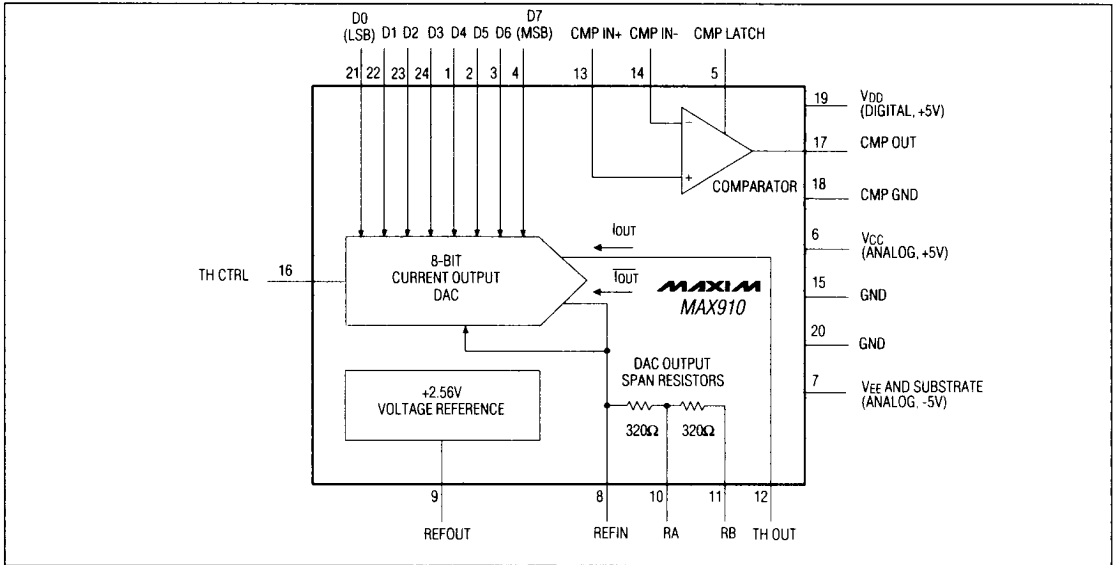 D0 (LSB) D1 D2 D3 D4 D5 D6 D7 (MSB) CMP IN+ CMP IN- CMP LATCH
21 22 23 24 1 2 3 4 13 14 5
19 VDD (DIGITAL, +5V)
17 CMP OUT
− +
COMPARATOR
18 CMP GND
6 VCC (ANALOG, +5V)
IOUT
8-BIT
CURRENT OUTPUT
DAC
TH CTRL 16
I̅O̅U̅T̅
MAXIM
MAX910
15 GND
20 GND
DAC OUTPUT
SPAN RESISTORS
7 VEE AND SUBSTRATE (ANALOG, -5V)
+2.56V
VOLTAGE REFERENCE
320Ω 320Ω
9 8 10 11 12
REFOUT REFIN RA RB TH OUT